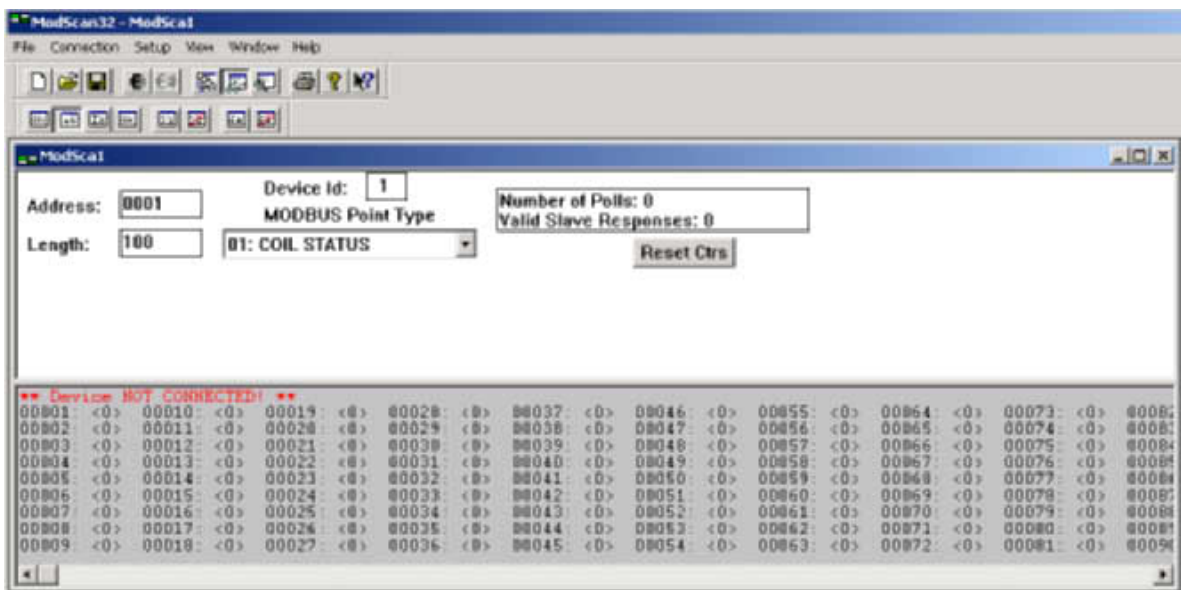 ModScan32 - ModSca1
File Connection Setup View Window Help
ModSca1
Address: 0001
Device Id: 1
MODBUS Point Type
Length: 100
01: COIL STATUS
Number of Polls: 0
Valid Slave Responses: 0
Reset Ctrs
** Device NOT CONNECTED! **
00001: <0> 00010: <0> 00019: <0> 00028: <0> 00037: <0> 00046: <0> 00055: <0> 00064: <0> 00073: <0> 00082
00002: <0> 00011: <0> 00020: <0> 00029: <0> 00038: <0> 00047: <0> 00056: <0> 00065: <0> 00074: <0>
00003: <0> 00012: <0> 00021: <0> 00030: <0> 00039: <0> 00048: <0> 00057: <0> 00066: <0> 00075: <0>
00004: <0> 00013: <0> 00022: <0> 00031: <0> 00040: <0> 00049: <0> 00058: <0> 00067: <0> 00076: <0>
00005: <0> 00014: <0> 00023: <0> 00032: <0> 00041: <0> 00050: <0> 00059: <0> 00068: <0> 00077: <0>
00006: <0> 00015: <0> 00024: <0> 00033: <0> 00042: <0> 00051: <0> 00060: <0> 00069: <0> 00078: <0>
00007: <0> 00016: <0> 00025: <0> 00034: <0> 00043: <0> 00052: <0> 00061: <0> 00070: <0> 00079: <0>
00008: <0> 00017: <0> 00026: <0> 00035: <0> 00044: <0> 00053: <0> 00062: <0> 00071: <0> 00080: <0>
00009: <0> 00018: <0> 00027: <0> 00036: <0> 00045: <0> 00054: <0> 00063: <0> 00072: <0> 00081: <0>